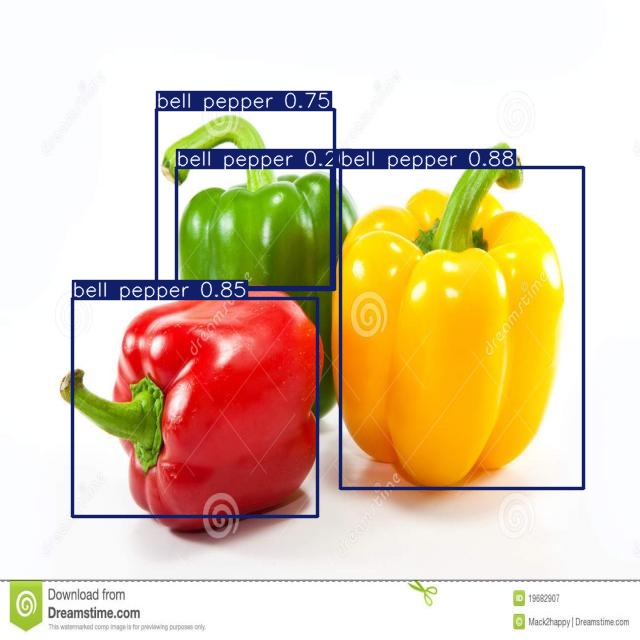 bell pepper 0.75
bell pepper 0.2
bell pepper 0.88
bell pepper 0.85
Download from
Dreamstime.com
This watermarked comp image is for previewing purposes only.
19682907
Mack2happy | Dreamstime.com